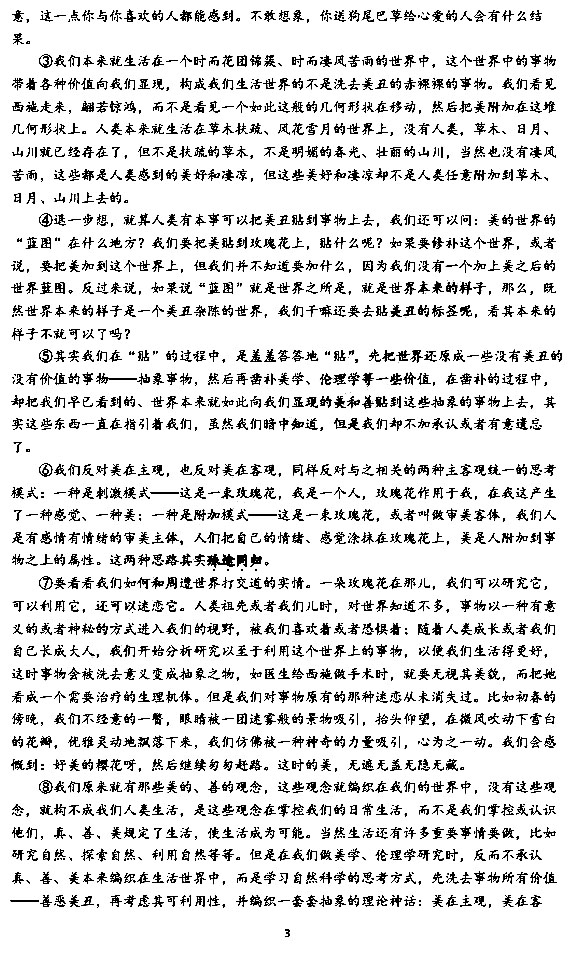 意，这一点你与你喜欢的人都能感到。不敢想象，你送狗尾巴草给心爱的人会有什么结
果。
③我们本来就生活在一个时而花团锦簇、时而凄风苦雨的世界中，这个世界中的事物
带着各种价值向我们显现，构成我们生活世界的不是洗去美丑的赤裸裸的事物。我们看见
西施走来，翩若惊鸿，而不是看见一个如此这般的几何形状在移动，然后把美附加在这堆
几何形状上。人类本来就生活在草木扶疏、风花雪月的世界上，没有人类，草木、日月、
山川就已经存在了，但不是扶疏的草木，不是明媚的春光、壮丽的山川，当然也没有凄风
苦雨，这些都是人类感到的美好和凄凉，但这些美好和凄凉却不是人类任意附加到草木、
日月、山川上去的。
④退一步想，就算人类有本事可以把美丑贴到事物上去，我们还可以问：美的世界的
“蓝图”在什么地方？我们要把美贴到玫瑰花上，贴什么呢？如果要修补这个世界，或者
说，要把美加到这个世界上，但我们并不知道要加什么，因为我们没有一个加上美之后的
世界蓝图。反过来说，如果说“蓝图”就是世界之所是，就是世界本来的样子，那么，既
然世界本来的样子是一个美丑杂陈的世界，我们干嘛还要去贴美丑的标签呢，看其本来的
样子不就可以了吗？
⑤其实我们在“贴”的过程中，是羞羞答答地“贴”，先把世界还原成一些没有美丑的
没有价值的事物——抽象事物，然后再凿补美学、伦理学等一些价值，在凿补的过程中，
却把我们早已看到的、世界本来就如此向我们显现的美和善贴到这些抽象的事物上去，其
实这些东西一直在指引着我们，虽然我们暗中知道，但是我们却不加承认或者有意遗忘
了。
⑥我们反对美在主观，也反对美在客观，同样反对与之相关的两种主客观统一的思考
模式：一种是刺激模式——这是一束玫瑰花，我是一个人，玫瑰花作用于我，在我这产生
了一种感觉、一种美；一种是附加模式——这是一束玫瑰花，或者叫做审美客体，我们人
是有感情有情绪的审美主体，人们把自己的情绪、感觉涂抹在玫瑰花上，美是人附加到事
物之上的属性。这两种思路其实殊途同归。
⑦要看看我们如何和周遭世界打交道的实情。一朵玫瑰花在那儿，我们可以研究它，
可以利用它，还可以迷恋它。人类祖先或者我们儿时，对世界知道不多，事物以一种有意
义的或者神秘的方式进入我们的视野，被我们喜欢着或者恐惧着；随着人类成长或者我们
自己长成大人，我们开始分析研究以至于利用这个世界上的事物，以便我们生活得更好，
这时事物会被洗去意义变成抽象之物，如医生给西施做手术时，就要无视其美貌，而把她
看成一个需要治疗的生理机体。但是我们对事物原有的那种迷恋从未消失过。比如初春的
傍晚，我们不经意的一瞥，眼睛被一团迷雾般的景物吸引，抬头仰望，在微风吹动下雪白
的花瓣，优雅灵动地飘落下来，我们仿佛被一种神奇的力量吸引，心为之一动。我们会感
慨到：好美的樱花呀，然后继续匆匆赶路。这时的美，无遮无盖无隐无藏。
⑧我们原来就有那些美的、善的观念，这些观念就编织在我们的世界中，没有这些观
念，就构不成我们人类生活，是这些观念在掌控我们的日常生活，而不是我们掌控或认识
他们，真、善、美规定了生活，使生活成为可能。当然生活还有许多重要事情要做，比如
研究自然、探索自然、利用自然等等。但是在我们做美学、伦理学研究时，反而不承认
真、善、美本来编织在生活世界中，而是学习自然科学的思考方式，先洗去事物所有价值
——善恶美丑，再考虑其可利用性，并编织一套套抽象的理论神话：美在主观，美在客
3